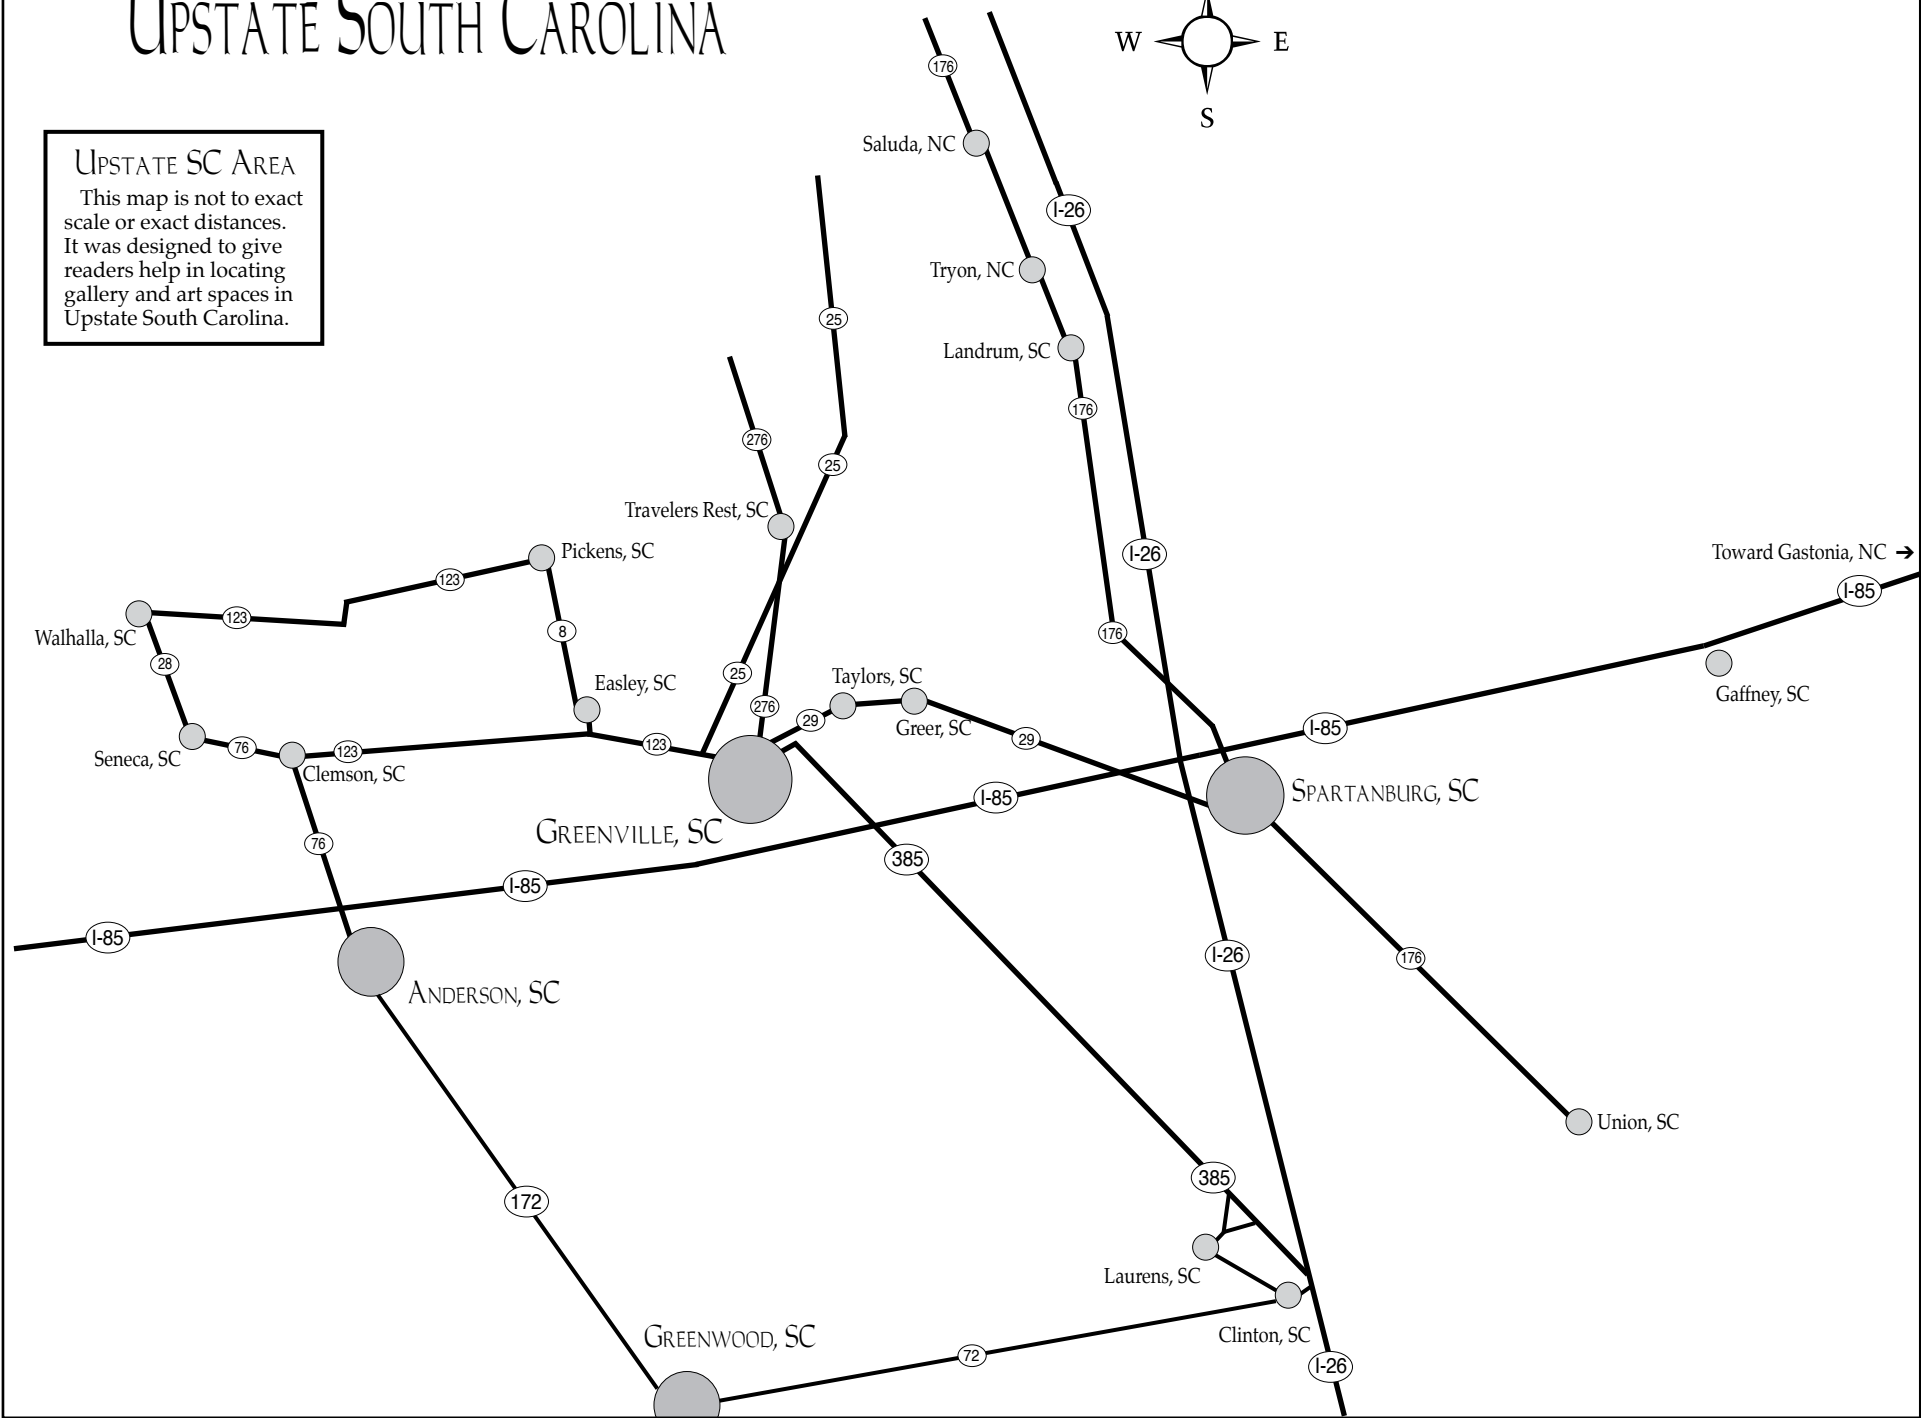 UPSTATE SOUTH CAROLINA
W E
S
UPSTATE SC AREA
This map is not to exact
scale or exact distances.
It was designed to give
readers help in locating
gallery and art spaces in
Upstate South Carolina.
176
Saluda, NC
I-26
Tryon, NC
25
Landrum, SC
176
276
25
Travelers Rest, SC
Pickens, SC
I-26
Toward Gastonia, NC ➔
123
I-85
123
8
176
Walhalla, SC
28
25
Taylors, SC
Easley, SC
Gaffney, SC
276
29
Greer, SC
I-85
29
123
76
123
Seneca, SC
Clemson, SC
SPARTANBURG, SC
I-85
GREENVILLE, SC
76
385
I-85
I-85
I-26
176
ANDERSON, SC
Union, SC
385
172
Laurens, SC
GREENWOOD, SC
Clinton, SC
72
I-26